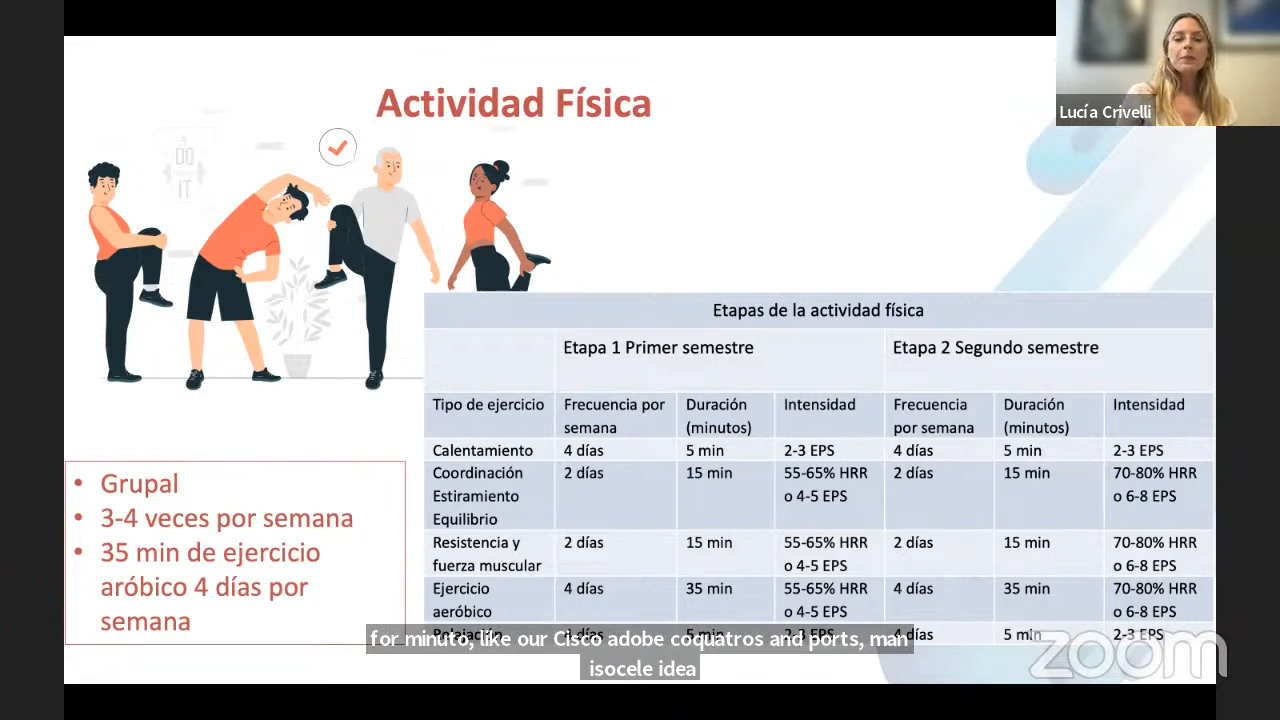 Actividad Física
Lucía Crivelli
DO
IT
Etapas de la actividad física
Etapa 1 Primer semestre
Etapa 2 Segundo semestre
Tipo de ejercicio
Frecuencia por
semana
Duración
(minutos)
Intensidad
Frecuencia
por semana
Duración
(minutos)
Intensidad
Calentamiento
4 días
5 min
2-3 EPS
4 días
5 min
2-3 EPS
Coordinación
Estiramiento
Equilibrio
2 días
15 min
55-65% HRR
o 4-5 EPS
2 días
15 min
70-80% HRR
o 6-8 EPS
Resistencia y
fuerza muscular
2 días
15 min
55-65% HRR
o 4-5 EPS
2 días
15 min
70-80% HRR
o 6-8 EPS
Ejercicio
aeróbico
4 días
35 min
55-65% HRR
o 4-5 EPS
4 días
35 min
70-80% HRR
o 6-8 EPS
Relajación
4 días
5 min
2-3 EPS
4 días
5 min
2-3 EPS
• Grupal
• 3-4 veces por semana
• 35 min de ejercicio
aróbico 4 días por
semana
for minuto, like our Cisco adobe coquatros and ports, man
isocele idea
zoom